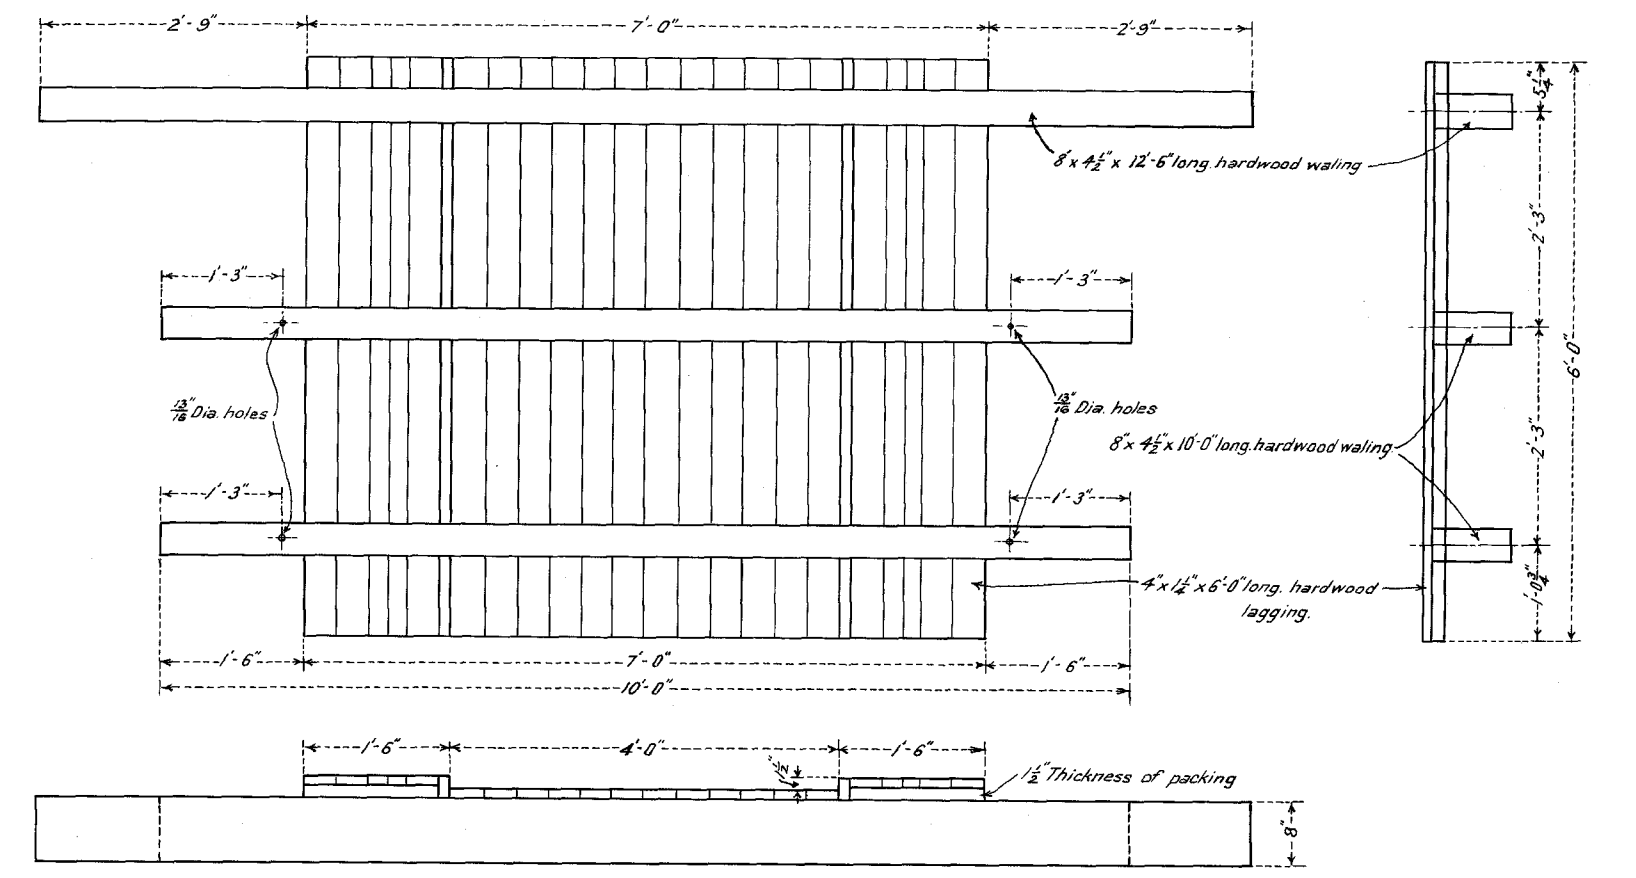 2'-9" 7'-0" 2'-9"
5¼"
8' x 4½" x 12'-6" long. hardwood waling
2'-3"
1'-3" 1'-3"
6'-0"
13/16" Dia. holes 13/16" Dia. holes
8" x 4½" x 10'-0" long. hardwood waling.
2'-3"
1'-3" 1'-3"
4" x 1¼" x 6'-0" long. hardwood
lagging.
1'-0¾"
1'-6" 7'-0" 1'-6"
10'-0"
1'-6" 4'-0" 1'-6"
1½"
1½" Thickness of packing
8"